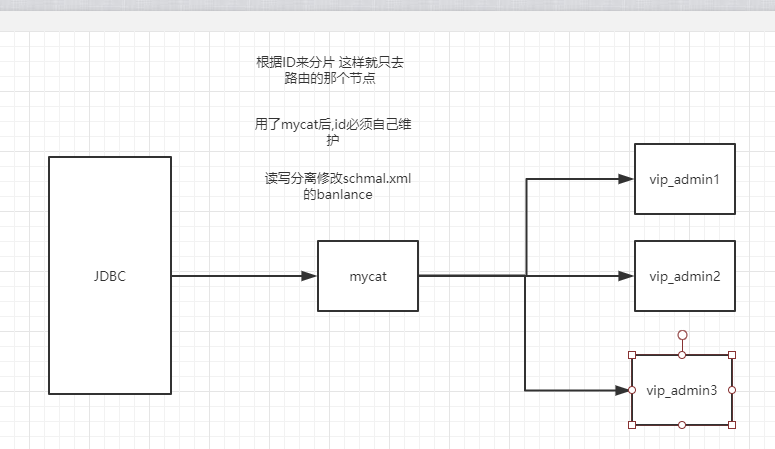 根据ID来分片 这样就只去
路由的那个节点
用了mycat后,id必须自己维
护
读写分离修改schmal.xml
的banlance
vip_admin1
JDBC
mycat
vip_admin2
vip_admin3